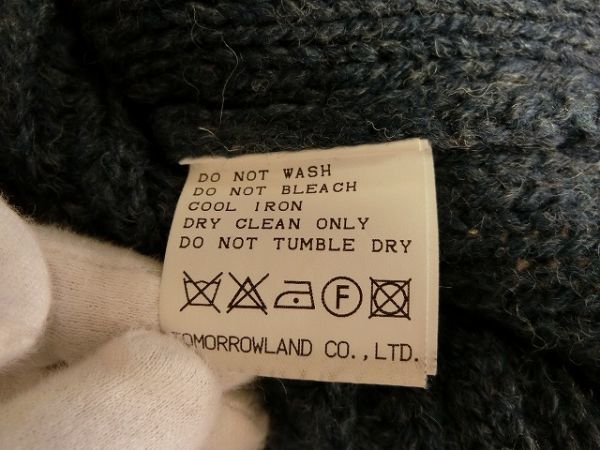 DO NOT WASH
DO NOT BLEACH
COOL IRON
DRY CLEAN ONLY
DO NOT TUMBLE DRY
F
TOMORROWLAND CO.,LTD.